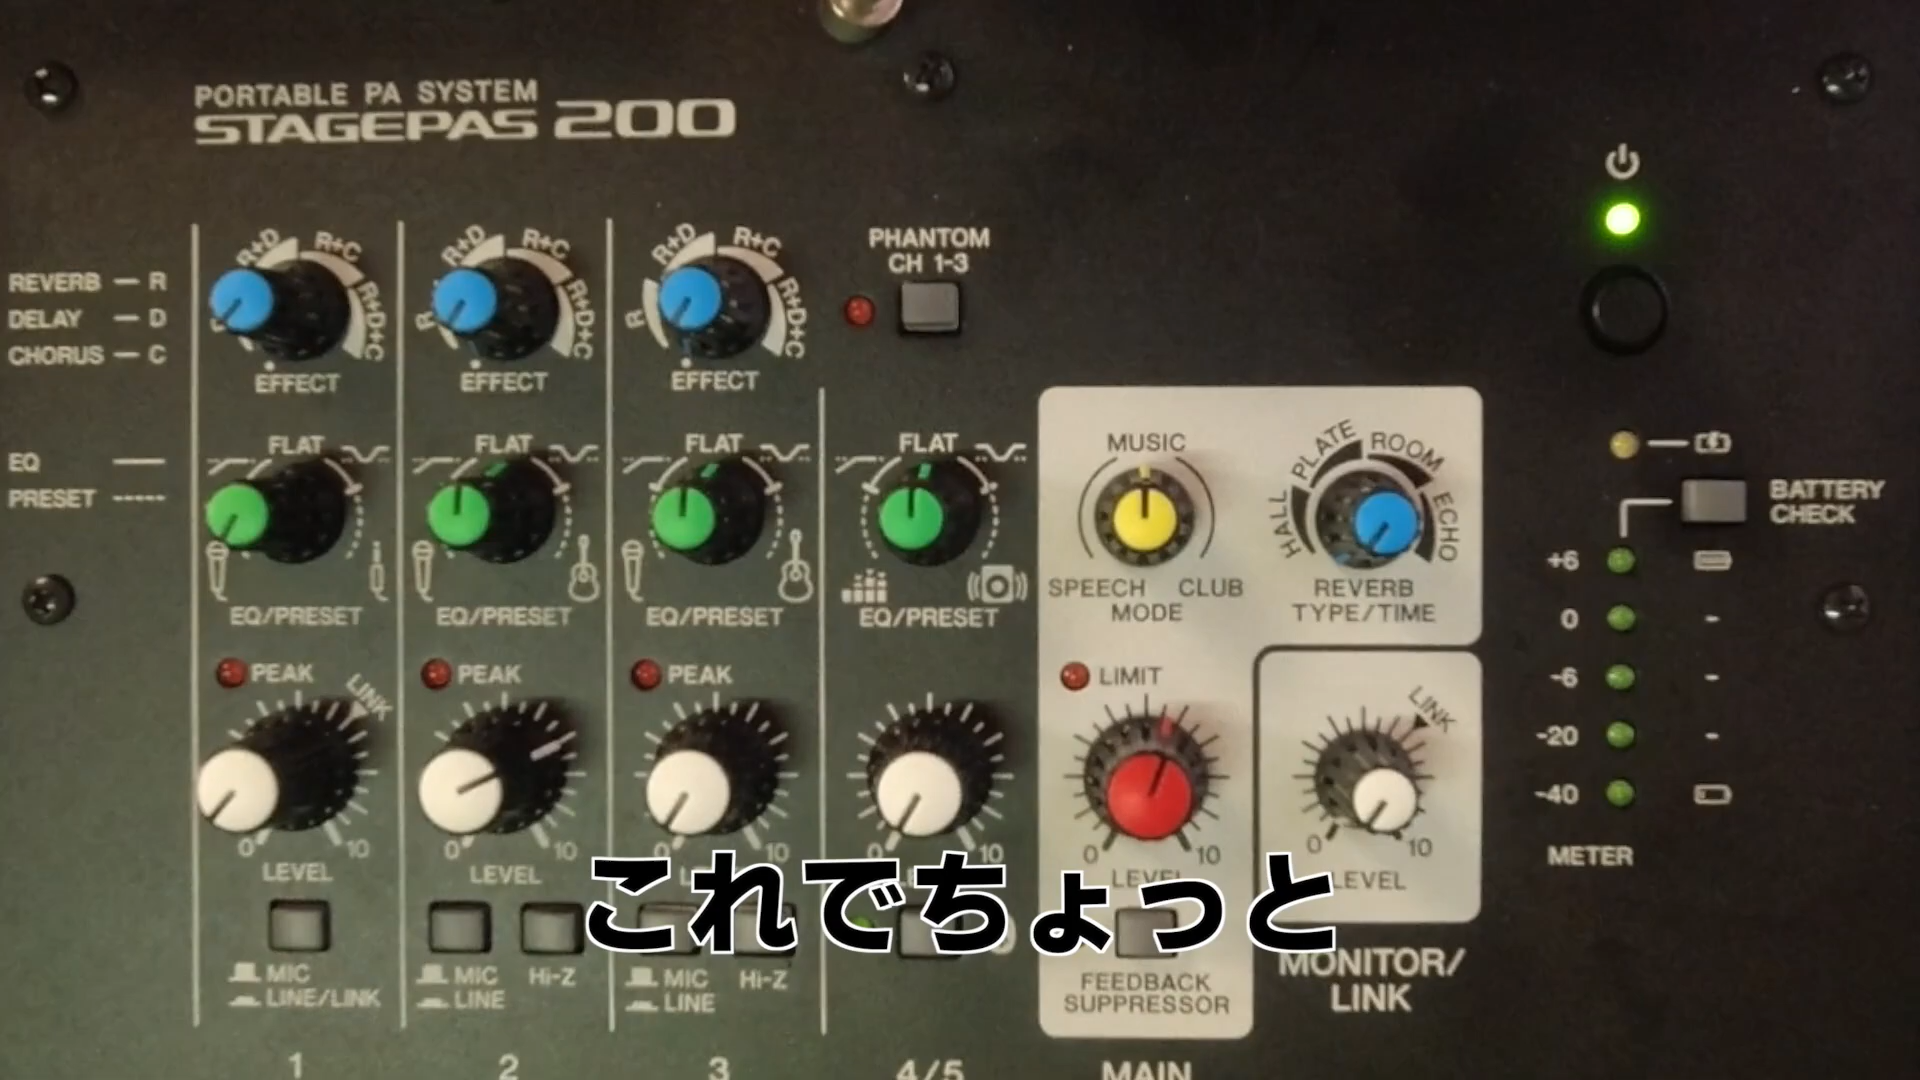 PORTABLE PA SYSTEM
STAGEPAS 200
REVERB — R
DELAY — D
CHORUS — C
R+D R+C R+D+C
EFFECT
R R+D R+C R+D+C
EFFECT
R R+D R+C R+D+C
EFFECT
PHANTOM
CH 1-3
EQ
PRESET
FLAT
EQ/PRESET
FLAT
EQ/PRESET
FLAT
EQ/PRESET
FLAT
EQ/PRESET
MUSIC
SPEECH CLUB
MODE
HALL PLATE ROOM ECHO
REVERB
TYPE/TIME
BATTERY
CHECK
+6
0
-6
-20
-40
METER
PEAK
LINK
0 10
LEVEL
PEAK
0 10
LEVEL
PEAK
10
0 10
LIMIT
0 10
LEVEL
LINK
0 10
LEVEL
これでちょっと
MIC
LINE/LINK
MIC Hi-Z
LINE
MIC Hi-Z
LINE
FEEDBACK
SUPPRESSOR
MONITOR/
LINK
1 2 3 4/5 MAIN